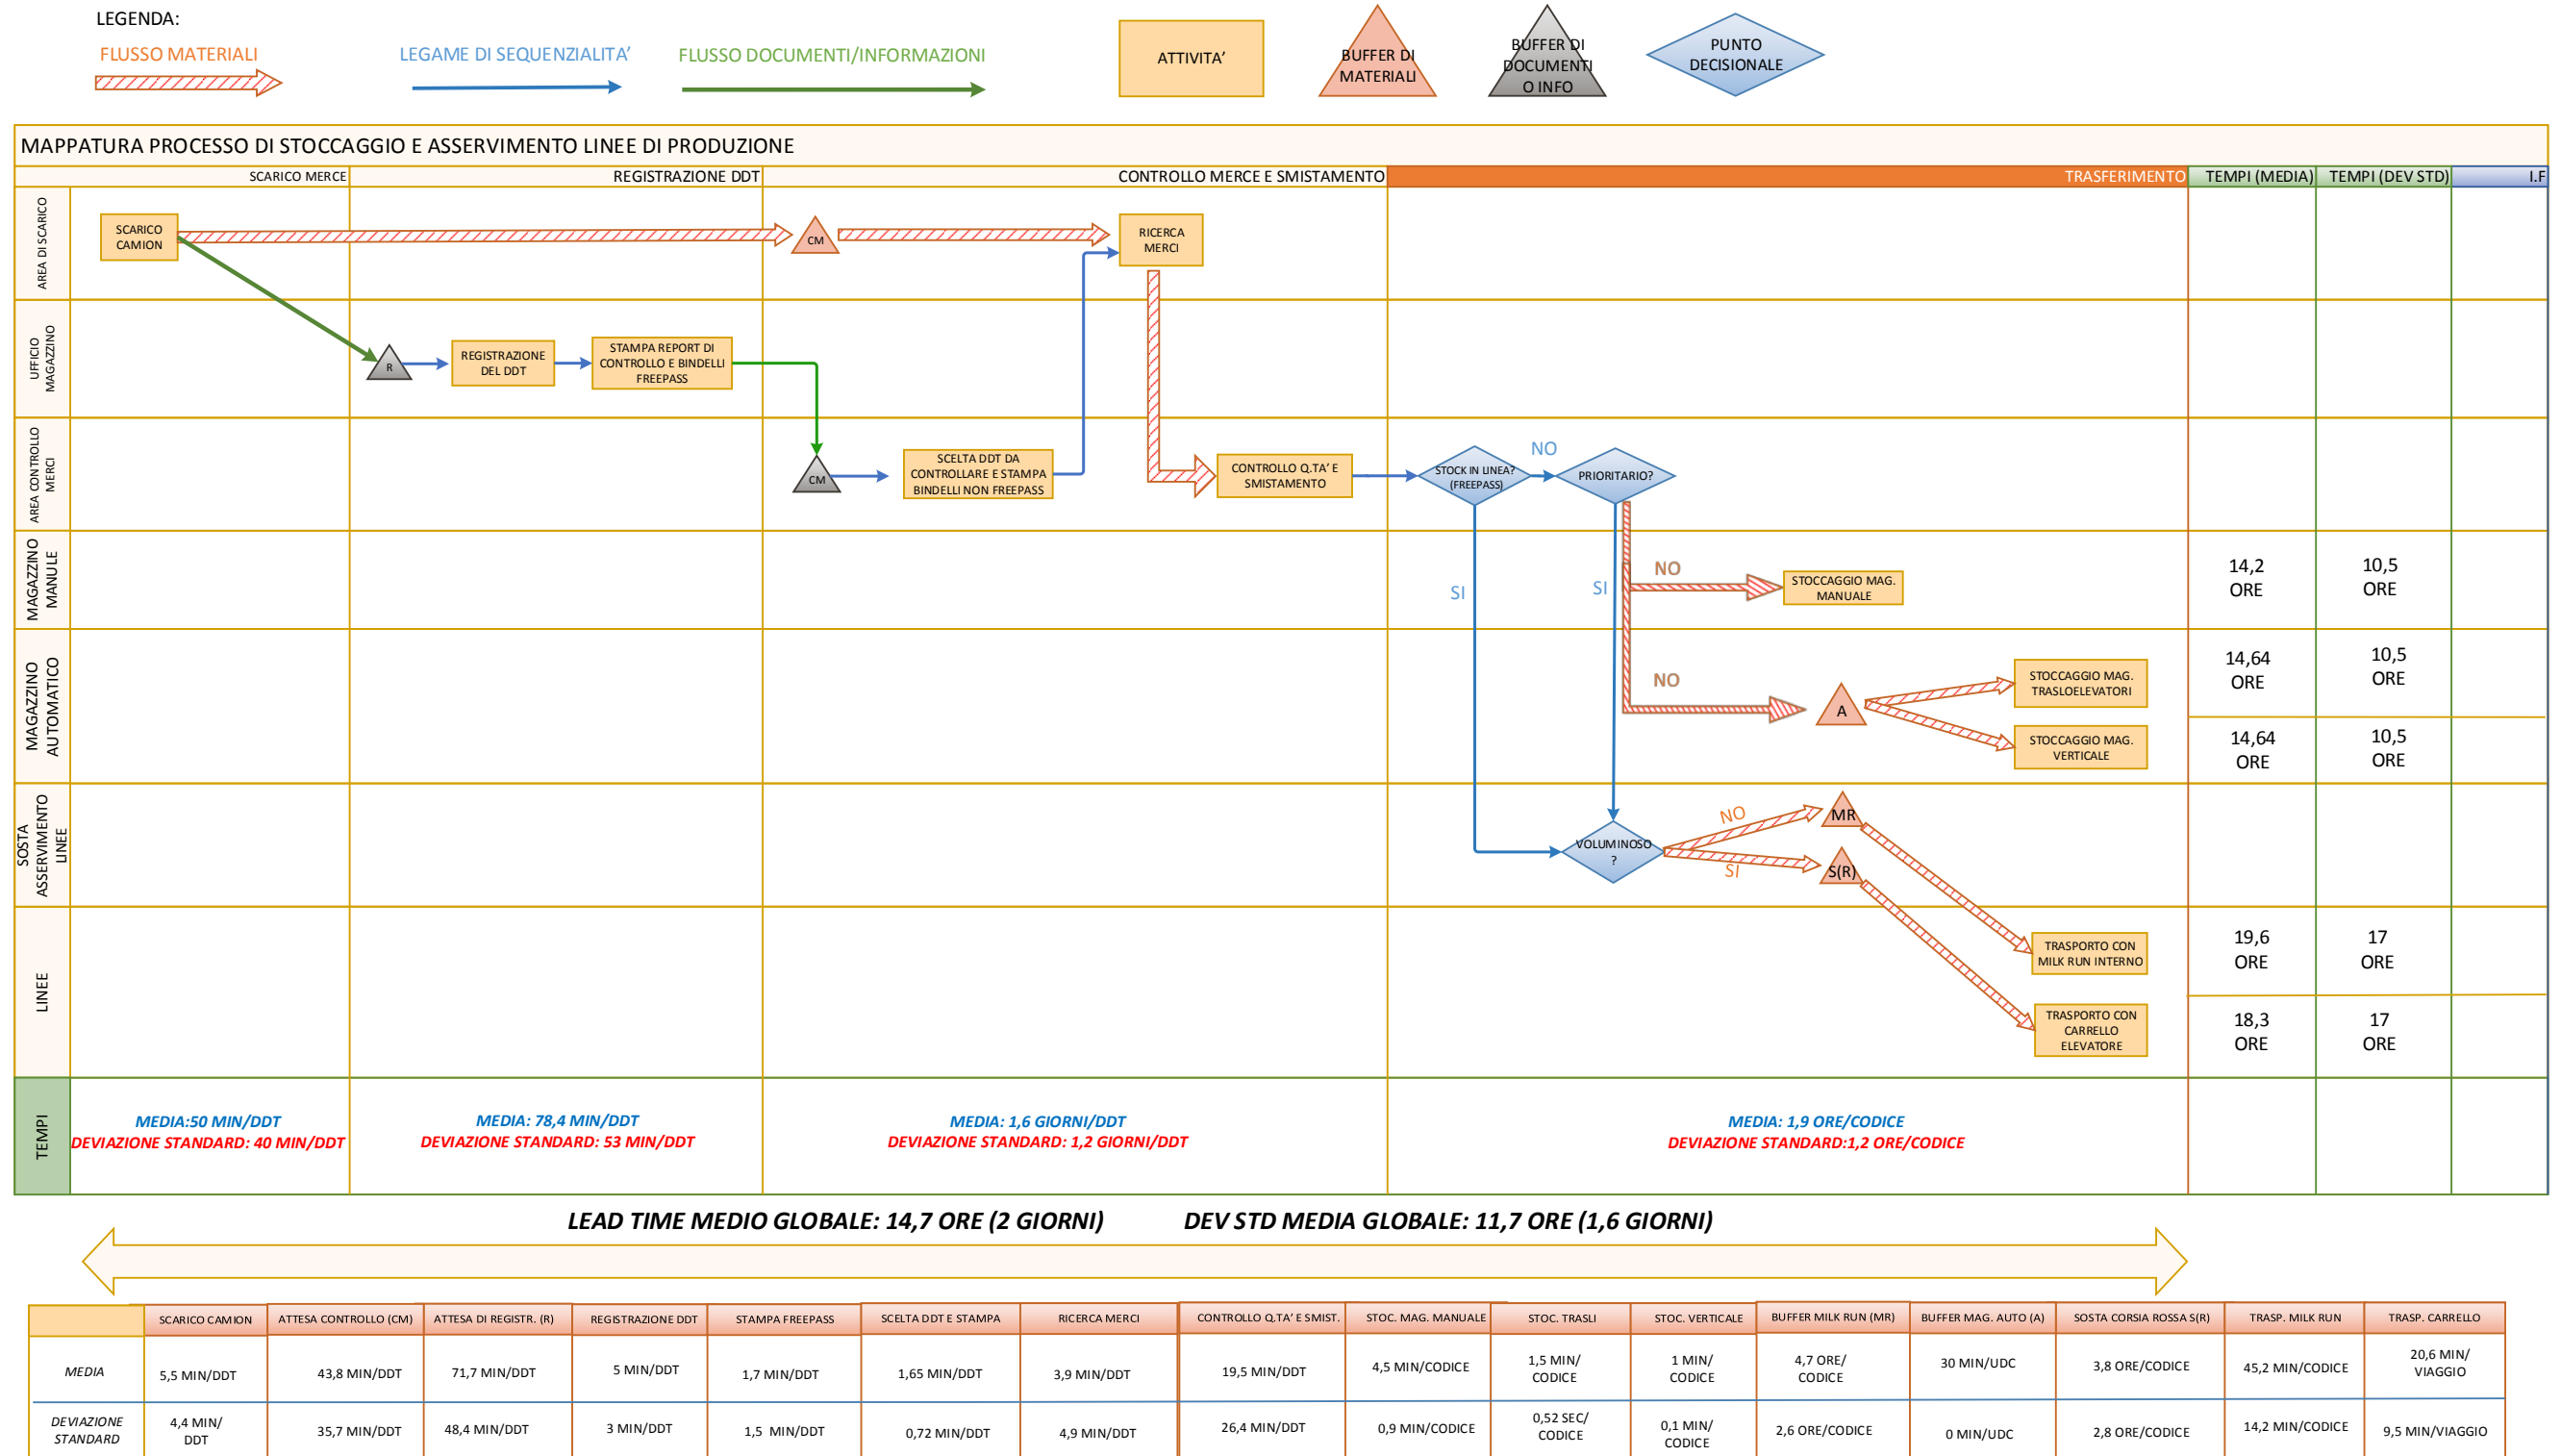 LEGENDA:
FLUSSO MATERIALI
LEGAME DI SEQUENZIALITA’
FLUSSO DOCUMENTI/INFORMAZIONI
ATTIVITA’
BUFFER DI
MATERIALI
BUFFER DI
DOCUMENTI
O INFO
PUNTO
DECISIONALE
MAPPATURA PROCESSO DI STOCCAGGIO E ASSERVIMENTO LINEE DI PRODUZIONE
SCARICO MERCE
REGISTRAZIONE DDT
CONTROLLO MERCE E SMISTAMENTO
TRASFERIMENTO
TEMPI (MEDIA)
TEMPI (DEV STD)
I.F
AREA DI SCARICO
SCARICO
CAMION
CM
RICERCA
MERCI
UFFICIO
MAGAZZINO
R
REGISTRAZIONE
DEL DDT
STAMPA REPORT DI
CONTROLLO E BINDELLI
FREEPASS
AREA CONTROLLO
MERCI
CM
SCELTA DDT DA
CONTROLLARE E STAMPA
BINDELLI NON FREEPASS
CONTROLLO Q.TA’ E
SMISTAMENTO
STOCK IN LINEA?
(FREEPASS)
NO
PRIORITARIO?
MAGAZZINO
MANULE
SI
SI
NO
STOCCAGGIO MAG.
MANUALE
14,2
ORE
10,5
ORE
MAGAZZINO
AUTOMATICO
NO
A
STOCCAGGIO MAG.
TRASLOELEVATORI
14,64
ORE
10,5
ORE
STOCCAGGIO MAG.
VERTICALE
14,64
ORE
10,5
ORE
SOSTA
ASSERVIMENTO
LINEE
VOLUMINOSO
?
NO
SI
MR
S(R)
LINEE
TRASPORTO CON
MILK RUN INTERNO
19,6
ORE
17
ORE
TRASPORTO CON
CARRELLO
ELEVATORE
18,3
ORE
17
ORE
TEMPI
MEDIA:50 MIN/DDT
DEVIAZIONE STANDARD: 40 MIN/DDT
MEDIA: 78,4 MIN/DDT
DEVIAZIONE STANDARD: 53 MIN/DDT
MEDIA: 1,6 GIORNI/DDT
DEVIAZIONE STANDARD: 1,2 GIORNI/DDT
MEDIA: 1,9 ORE/CODICE
DEVIAZIONE STANDARD:1,2 ORE/CODICE
LEAD TIME MEDIO GLOBALE: 14,7 ORE (2 GIORNI)
DEV STD MEDIA GLOBALE: 11,7 ORE (1,6 GIORNI)
SCARICO CAMION
ATTESA CONTROLLO (CM)
ATTESA DI REGISTR. (R)
REGISTRAZIONE DDT
STAMPA FREEPASS
SCELTA DDT E STAMPA
RICERCA MERCI
CONTROLLO Q.TA’ E SMIST.
STOC. MAG. MANUALE
STOC. TRASLI
STOC. VERTICALE
BUFFER MILK RUN (MR)
BUFFER MAG. AUTO (A)
SOSTA CORSIA ROSSA S(R)
TRASP. MILK RUN
TRASP. CARRELLO
MEDIA
5,5 MIN/DDT
43,8 MIN/DDT
71,7 MIN/DDT
5 MIN/DDT
1,7 MIN/DDT
1,65 MIN/DDT
3,9 MIN/DDT
19,5 MIN/DDT
4,5 MIN/CODICE
1,5 MIN/
CODICE
1 MIN/
CODICE
4,7 ORE/
CODICE
30 MIN/UDC
3,8 ORE/CODICE
45,2 MIN/CODICE
20,6 MIN/
VIAGGIO
DEVIAZIONE
STANDARD
4,4 MIN/
DDT
35,7 MIN/DDT
48,4 MIN/DDT
3 MIN/DDT
1,5 MIN/DDT
0,72 MIN/DDT
4,9 MIN/DDT
26,4 MIN/DDT
0,9 MIN/CODICE
0,52 SEC/
CODICE
0,1 MIN/
CODICE
2,6 ORE/CODICE
0 MIN/UDC
2,8 ORE/CODICE
14,2 MIN/CODICE
9,5 MIN/VIAGGIO